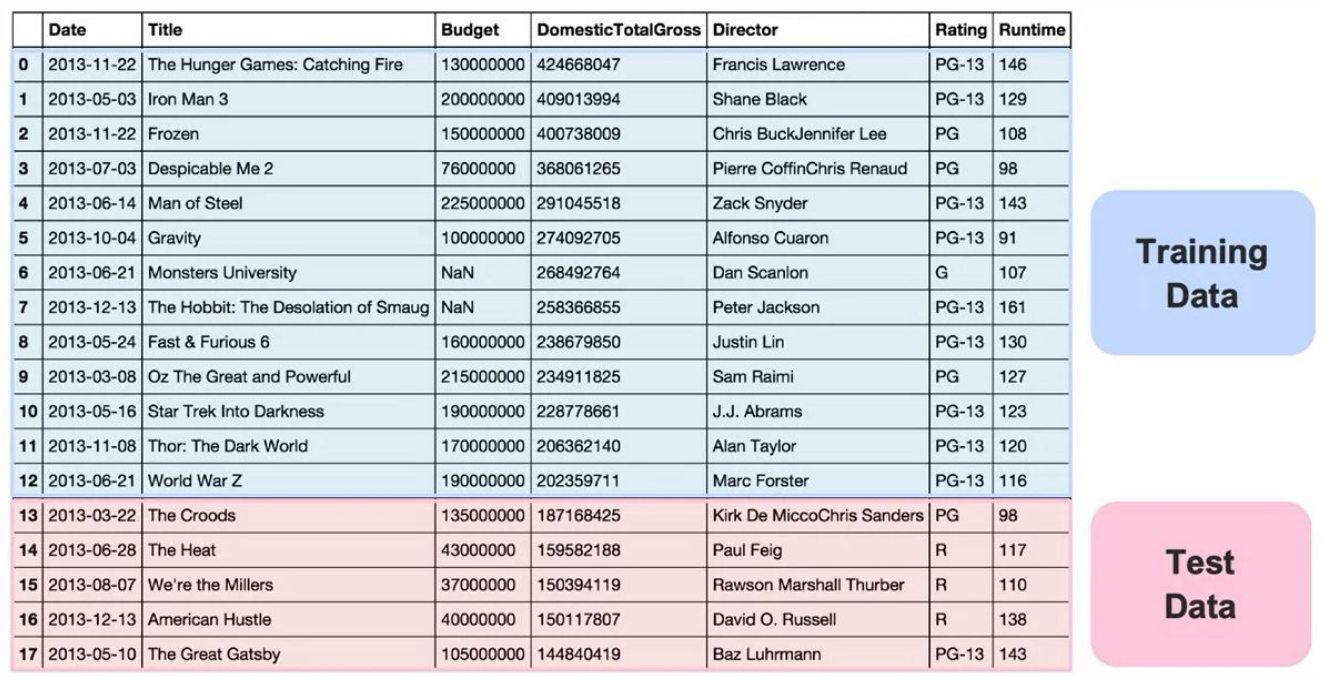 Date Title Budget DomesticTotalGross Director Rating Runtime
0 2013-11-22 The Hunger Games: Catching Fire 130000000 424668047 Francis Lawrence PG-13 146
1 2013-05-03 Iron Man 3 200000000 409013994 Shane Black PG-13 129
2 2013-11-22 Frozen 150000000 400738009 Chris BuckJennifer Lee PG 108
3 2013-07-03 Despicable Me 2 76000000 368061265 Pierre CoffinChris Renaud PG 98
4 2013-06-14 Man of Steel 225000000 291045518 Zack Snyder PG-13 143
5 2013-10-04 Gravity 100000000 274092705 Alfonso Cuaron PG-13 91
6 2013-06-21 Monsters University NaN 268492764 Dan Scanlon G 107
7 2013-12-13 The Hobbit: The Desolation of Smaug NaN 258366855 Peter Jackson PG-13 161
8 2013-05-24 Fast & Furious 6 160000000 238679850 Justin Lin PG-13 130
9 2013-03-08 Oz The Great and Powerful 215000000 234911825 Sam Raimi PG 127
10 2013-05-16 Star Trek Into Darkness 190000000 228778661 J.J. Abrams PG-13 123
11 2013-11-08 Thor: The Dark World 170000000 206362140 Alan Taylor PG-13 120
12 2013-06-21 World War Z 190000000 202359711 Marc Forster PG-13 116
13 2013-03-22 The Croods 135000000 187168425 Kirk De MiccoChris Sanders PG 98
14 2013-06-28 The Heat 43000000 159582188 Paul Feig R 117
15 2013-08-07 We're the Millers 37000000 150394119 Rawson Marshall Thurber R 110
16 2013-12-13 American Hustle 40000000 150117807 David O. Russell R 138
17 2013-05-10 The Great Gatsby 105000000 144840419 Baz Luhrmann PG-13 143
Training
Data
Test
Data